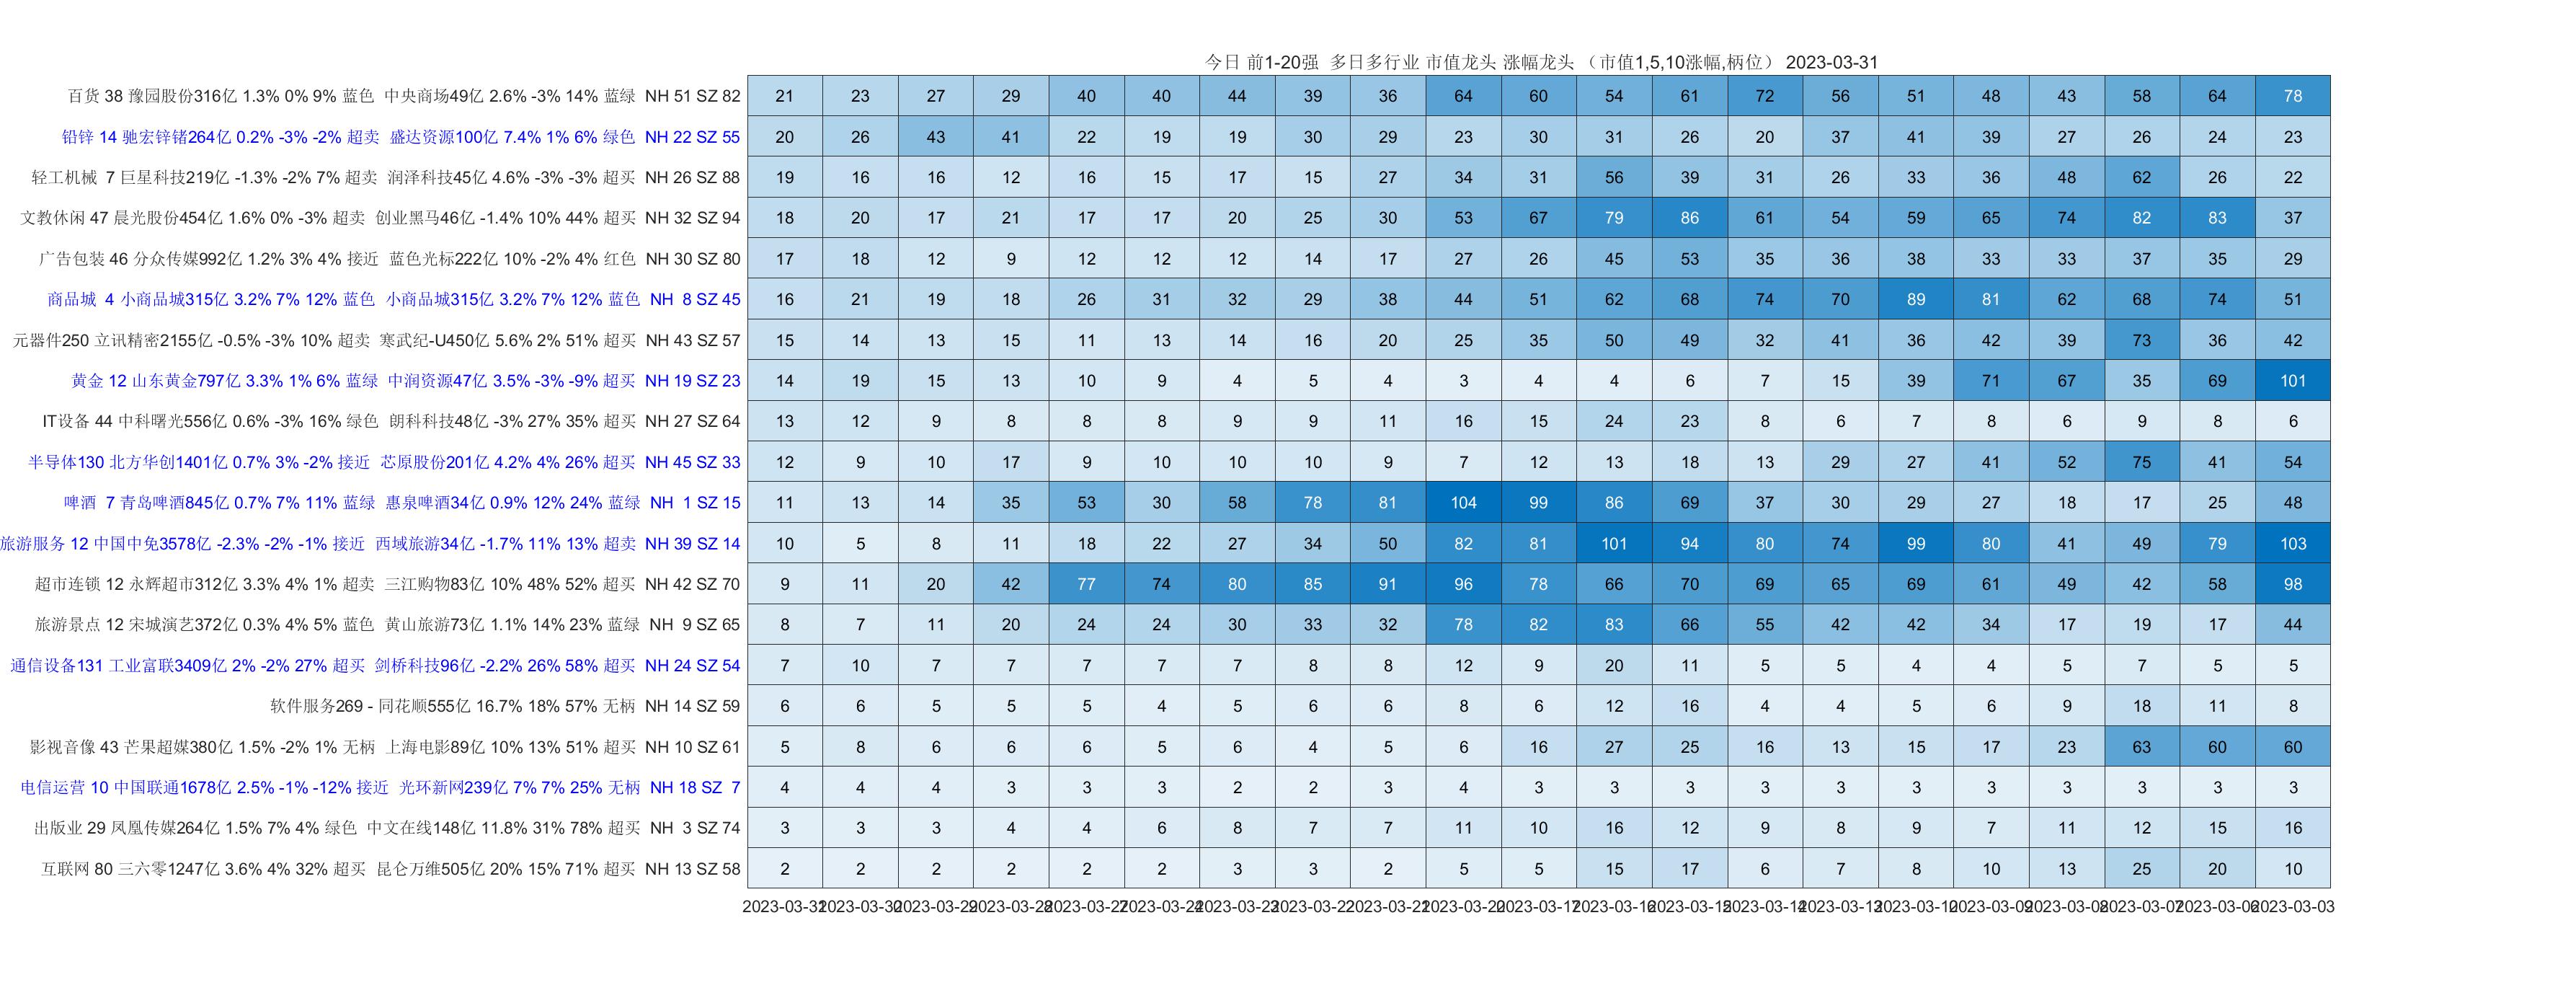 今日 前1-20强 多日多行业 市值龙头 涨幅龙头 （市值1,5,10涨幅,柄位） 2023-03-31
百货 38 豫园股份316亿 1.3% 0% 9% 蓝色 中央商场49亿 2.6% -3% 14% 蓝绿 NH 51 SZ 82 21 23 27 29 40 40 44 39 36 64 60 54 61 72 56 51 48 43 58 64 78
铅锌 14 驰宏锌锗264亿 0.2% -3% -2% 超卖 盛达资源100亿 7.4% 1% 6% 绿色 NH 22 SZ 55 20 26 43 41 22 19 19 30 29 23 30 31 26 20 37 41 39 27 26 24 23
轻工机械 7 巨星科技219亿 -1.3% -2% 7% 超卖 润泽科技45亿 4.6% -3% -3% 超买 NH 26 SZ 88 19 16 16 12 16 15 17 15 27 34 31 56 39 31 26 33 36 48 62 26 22
文教休闲 47 晨光股份454亿 1.6% 0% -3% 超卖 创业黑马46亿 -1.4% 10% 44% 超买 NH 32 SZ 94 18 20 17 21 17 17 20 25 30 53 67 79 86 61 54 59 65 74 82 83 37
广告包装 46 分众传媒992亿 1.2% 3% 4% 接近 蓝色光标222亿 10% -2% 4% 红色 NH 30 SZ 80 17 18 12 9 12 12 12 14 17 27 26 45 53 35 36 38 33 33 37 35 29
商品城 4 小商品城315亿 3.2% 7% 12% 蓝色 小商品城315亿 3.2% 7% 12% 蓝色 NH 8 SZ 45 16 21 19 18 26 31 32 29 38 44 51 62 68 74 70 89 81 62 68 74 51
元器件250 立讯精密2155亿 -0.5% -3% 10% 超卖 寒武纪-U450亿 5.6% 2% 51% 超买 NH 43 SZ 57 15 14 13 15 11 13 14 16 20 25 35 50 49 32 41 36 42 39 73 36 42
黄金 12 山东黄金797亿 3.3% 1% 6% 蓝绿 中润资源47亿 3.5% -3% -9% 超买 NH 19 SZ 23 14 19 15 13 10 9 4 5 4 3 4 4 6 7 15 39 71 67 35 69 101
IT设备 44 中科曙光556亿 0.6% -3% 16% 绿色 朗科科技48亿 -3% 27% 35% 超买 NH 27 SZ 64 13 12 9 8 8 8 9 9 11 16 15 24 23 8 6 7 8 6 9 8 6
半导体130 北方华创1401亿 0.7% 3% -2% 接近 芯原股份201亿 4.2% 4% 26% 超买 NH 45 SZ 33 12 9 10 17 9 10 10 10 9 7 12 13 18 13 29 27 41 52 75 41 54
啤酒 7 青岛啤酒845亿 0.7% 7% 11% 蓝绿 惠泉啤酒34亿 0.9% 12% 24% 蓝绿 NH 1 SZ 15 11 13 14 35 53 30 58 78 81 104 99 86 69 37 30 29 27 18 17 25 48
旅游服务 12 中国中免3578亿 -2.3% -2% -1% 接近 西域旅游34亿 -1.7% 11% 13% 超卖 NH 39 SZ 14 10 5 8 11 18 22 27 34 50 82 81 101 94 80 74 99 80 41 49 79 103
超市连锁 12 永辉超市312亿 3.3% 4% 1% 超卖 三江购物83亿 10% 48% 52% 超买 NH 42 SZ 70 9 11 20 42 77 74 80 85 91 96 78 66 70 69 65 69 61 49 42 58 98
旅游景点 12 宋城演艺372亿 0.3% 4% 5% 蓝色 黄山旅游73亿 1.1% 14% 23% 蓝绿 NH 9 SZ 65 8 7 11 20 24 24 30 33 32 78 82 83 66 55 42 42 34 17 19 17 44
通信设备131 工业富联3409亿 2% -2% 27% 超买 剑桥科技96亿 -2.2% 26% 58% 超买 NH 24 SZ 54 7 10 7 7 7 7 7 8 8 12 9 20 11 5 5 4 4 5 7 5 5
软件服务269 - 同花顺555亿 16.7% 18% 57% 无柄 NH 14 SZ 59 6 6 5 5 5 4 5 6 6 8 6 12 16 4 4 5 6 9 18 11 8
影视音像 43 芒果超媒380亿 1.5% -2% 1% 无柄 上海电影89亿 10% 13% 51% 超买 NH 10 SZ 61 5 8 6 6 6 5 6 4 5 6 16 27 25 16 13 15 17 23 63 60 60
电信运营 10 中国联通1678亿 2.5% -1% -12% 接近 光环新网239亿 7% 7% 25% 无柄 NH 18 SZ 7 4 4 4 3 3 3 2 2 3 4 3 3 3 3 3 3 3 3 3 3 3
出版业 29 凤凰传媒264亿 1.5% 7% 4% 绿色 中文在线148亿 11.8% 31% 78% 超买 NH 3 SZ 74 3 3 3 4 4 6 8 7 7 11 10 16 12 9 8 9 7 11 12 15 16
互联网 80 三六零1247亿 3.6% 4% 32% 超买 昆仑万维505亿 20% 15% 71% 超买 NH 13 SZ 58 2 2 2 2 2 2 3 3 2 5 5 15 17 6 7 8 10 13 25 20 10
2023-03-31 2023-03-30 2023-03-29 2023-03-28 2023-03-27 2023-03-24 2023-03-23 2023-03-22 2023-03-21 2023-03-20 2023-03-17 2023-03-16 2023-03-15 2023-03-14 2023-03-13 2023-03-10 2023-03-09 2023-03-08 2023-03-07 2023-03-06 2023-03-03